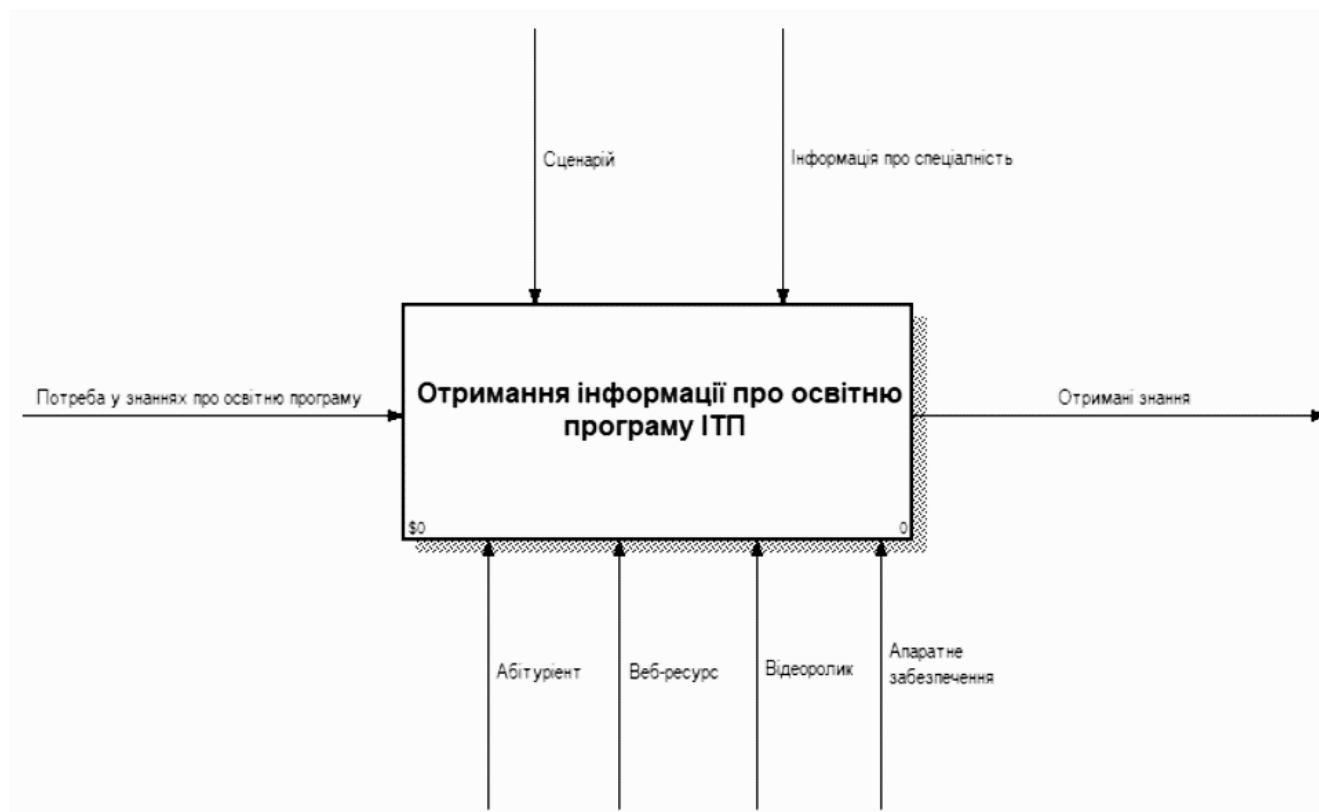 Сценарій
Інформація про спеціалність
Потреба у знаннях про освітню програму
Отримання інформації про освітню
програму ІТП
Отримані знання
$0
0
Абітурієнт
Веб-ресурс
Відеоролик
Апаратне
забезпечення